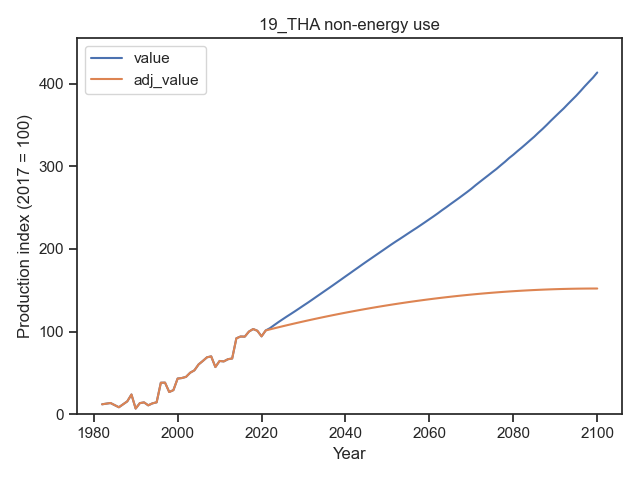 19_THA non-energy use
value
adj_value
Production index (2017 = 100)
400
300
200
100
0
1980 2000 2020 2040 2060 2080 2100
Year